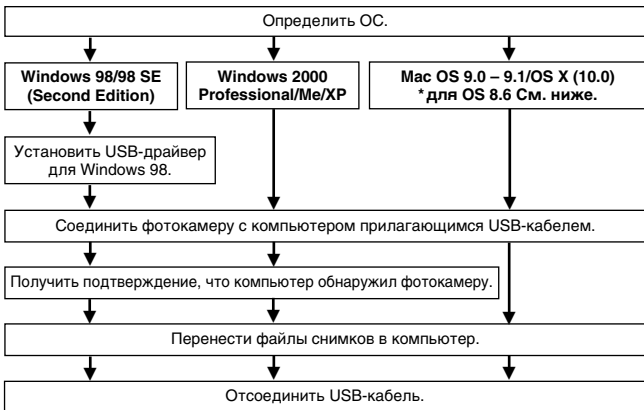 Определить ОС.
Windows 98/98 SE
(Second Edition)
Windows 2000
Professional/Me/XP
Mac OS 9.0 – 9.1/OS X (10.0)
*для OS 8.6 См. ниже.
Установить USB-драйвер
для Windows 98.
Соединить фотокамеру с компьютером прилагающимся USB-кабелем.
Получить подтверждение, что компьютер обнаружил фотокамеру.
Перенести файлы снимков в компьютер.
Отсоединить USB-кабель.